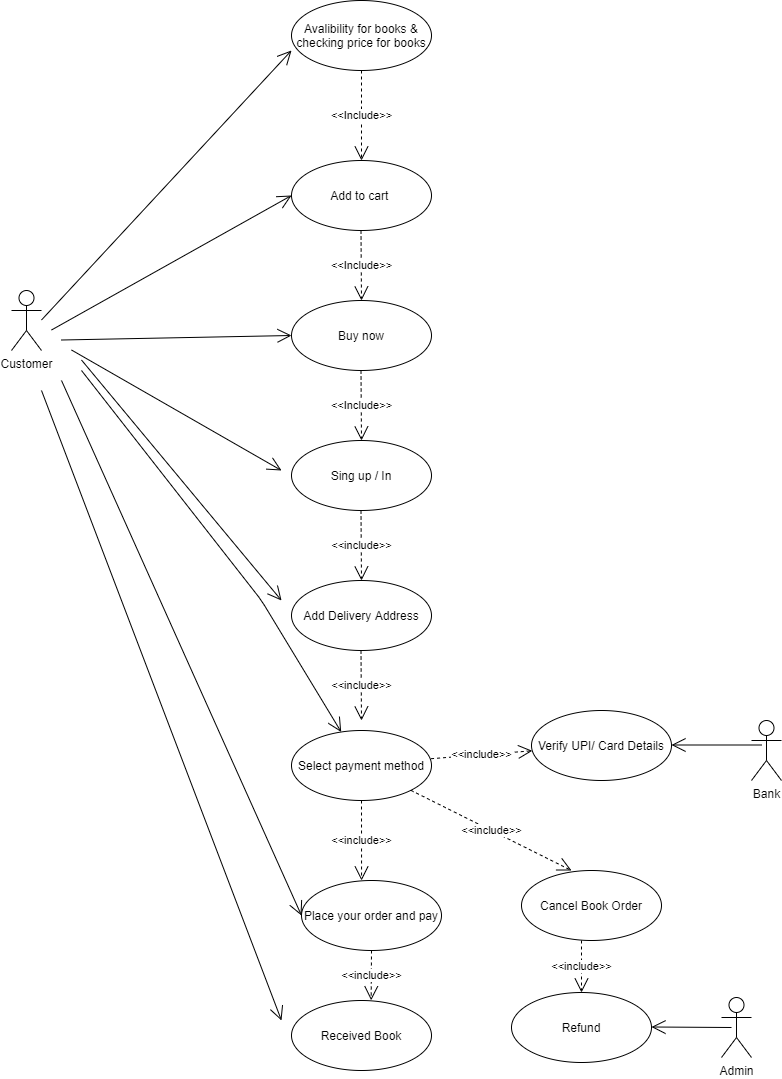 Avalibility for books &
checking price for books
<<Include>>
Add to cart
<<Include>>
Customer
Buy now
<<Include>>
Sing up / In
<<include>>
Add Delivery Address
<<include>>
Select payment method
<<include>>
Verify UPI/ Card Details
Bank
<<include>>
<<include>>
Cancel Book Order
Place your order and pay
<<include>>
<<include>>
Received Book
Refund
Admin